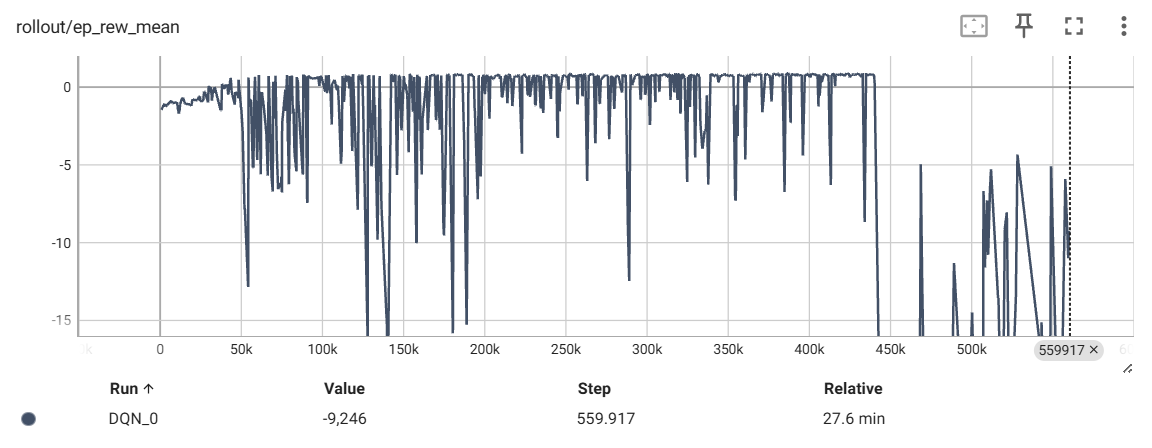 rollout/ep_rew_mean
0
-5
-10
-15
0 50k 100k 150k 200k 250k 300k 350k 400k 450k 500k 559917 ×
Run ↑ Value Step Relative
DQN_0 -9,246 559.917 27.6 min